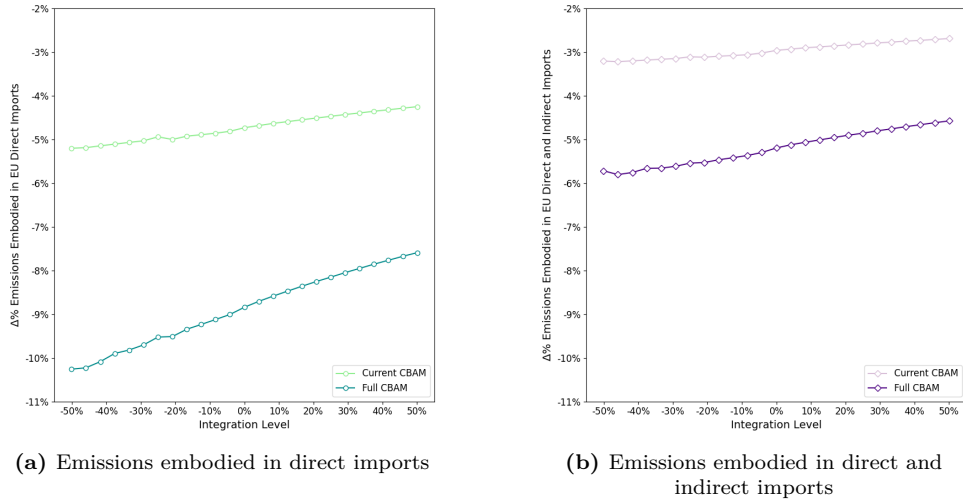 -2%
-3%
-4%
-5%
-6%
-7%
-8%
-9%
-10%
-11%
Δ% Emissions Embodied in EU Direct Imports
Current CBAM
Full CBAM
-50% -40% -30% -20% -10% 0% 10% 20% 30% 40% 50%
Integration Level
(a) Emissions embodied in direct imports
-2%
-3%
-4%
-5%
-6%
-7%
-8%
-9%
-10%
-11%
Δ% Emissions Embodied in EU Direct and Indirect Imports
Current CBAM
Full CBAM
-50% -40% -30% -20% -10% 0% 10% 20% 30% 40% 50%
Integration Level
(b) Emissions embodied in direct and
indirect imports